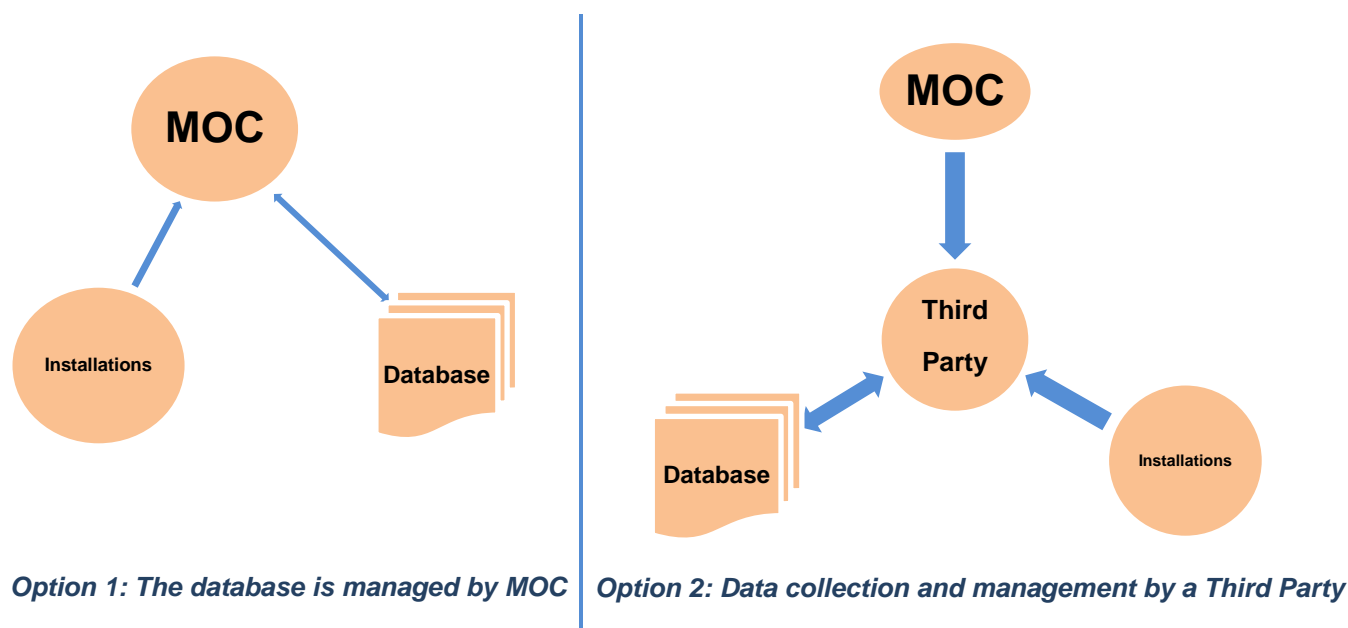 MOC
Installations
Database
Option 1: The database is managed by MOC
MOC
Third
Party
Database
Installations
Option 2: Data collection and management by a Third Party